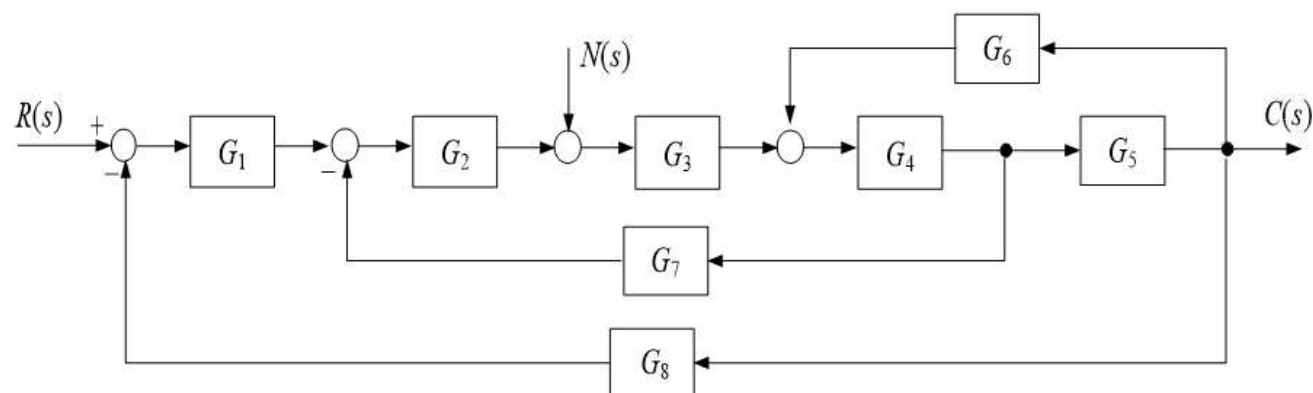 G₆
N(s)
R(s)
+
C(s)
G₁
G₂
G₃
G₄
G₅
−
−
G₇
G₈